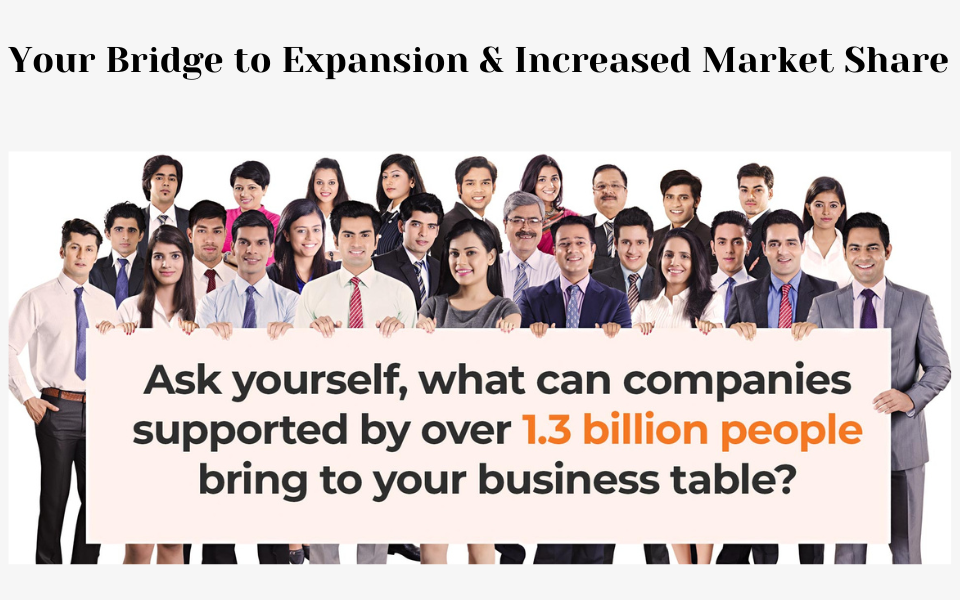 Your Bridge to Expansion & Increased Market Share
Ask yourself, what can companies
supported by over 1.3 billion people
bring to your business table?